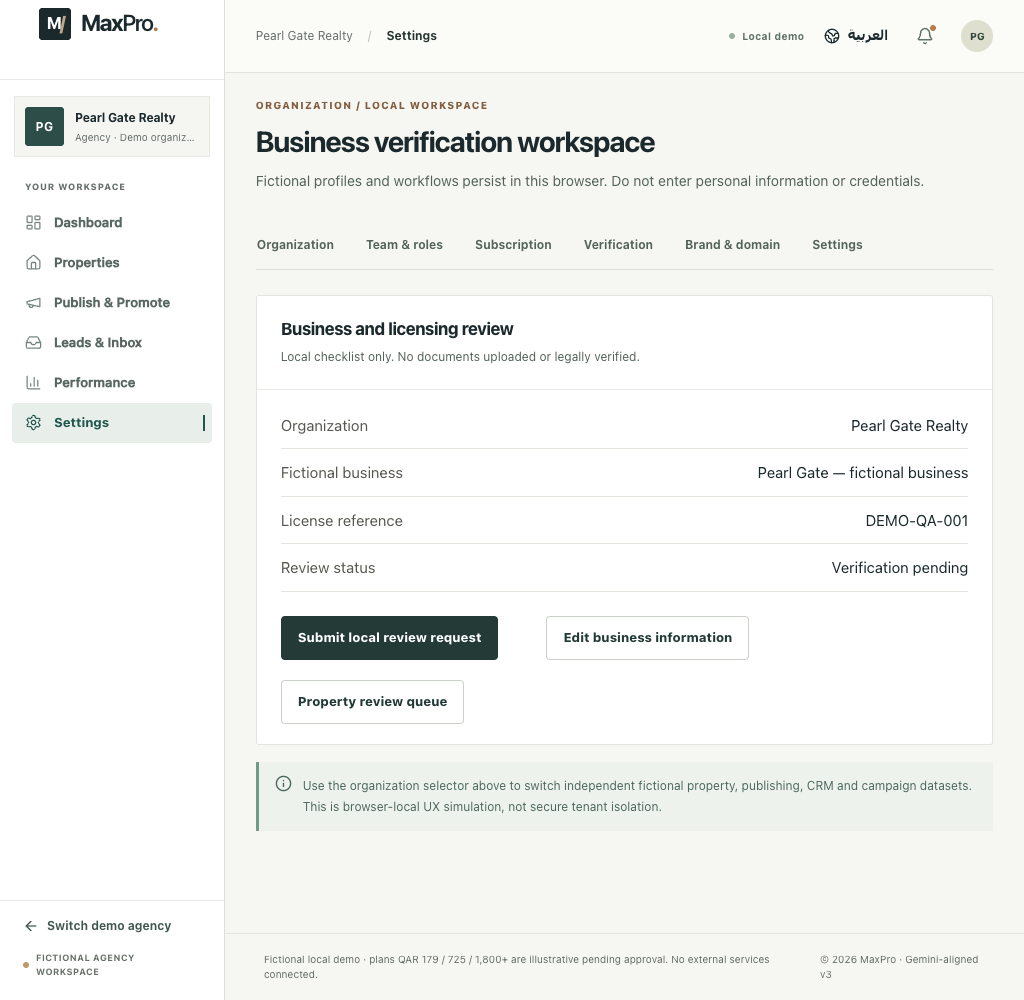 M/ MaxPro.
PG
Pearl Gate Realty
Agency · Demo organiz...
YOUR WORKSPACE
Dashboard
Properties
Publish & Promote
Leads & Inbox
Performance
Settings
Switch demo agency
FICTIONAL AGENCY
WORKSPACE
Pearl Gate Realty / Settings
Local demo
العربية
PG
ORGANIZATION / LOCAL WORKSPACE
Business verification workspace
Fictional profiles and workflows persist in this browser. Do not enter personal information or credentials.
Organization Team & roles Subscription Verification Brand & domain Settings
Business and licensing review
Local checklist only. No documents uploaded or legally verified.
Organization Pearl Gate Realty
Fictional business Pearl Gate — fictional business
License reference DEMO-QA-001
Review status Verification pending
Submit local review request Edit business information
Property review queue
Use the organization selector above to switch independent fictional property, publishing, CRM and campaign datasets.
This is browser-local UX simulation, not secure tenant isolation.
Fictional local demo · plans QAR 179 / 725 / 1,800+ are illustrative pending approval. No external services
connected.
© 2026 MaxPro · Gemini-aligned
v3